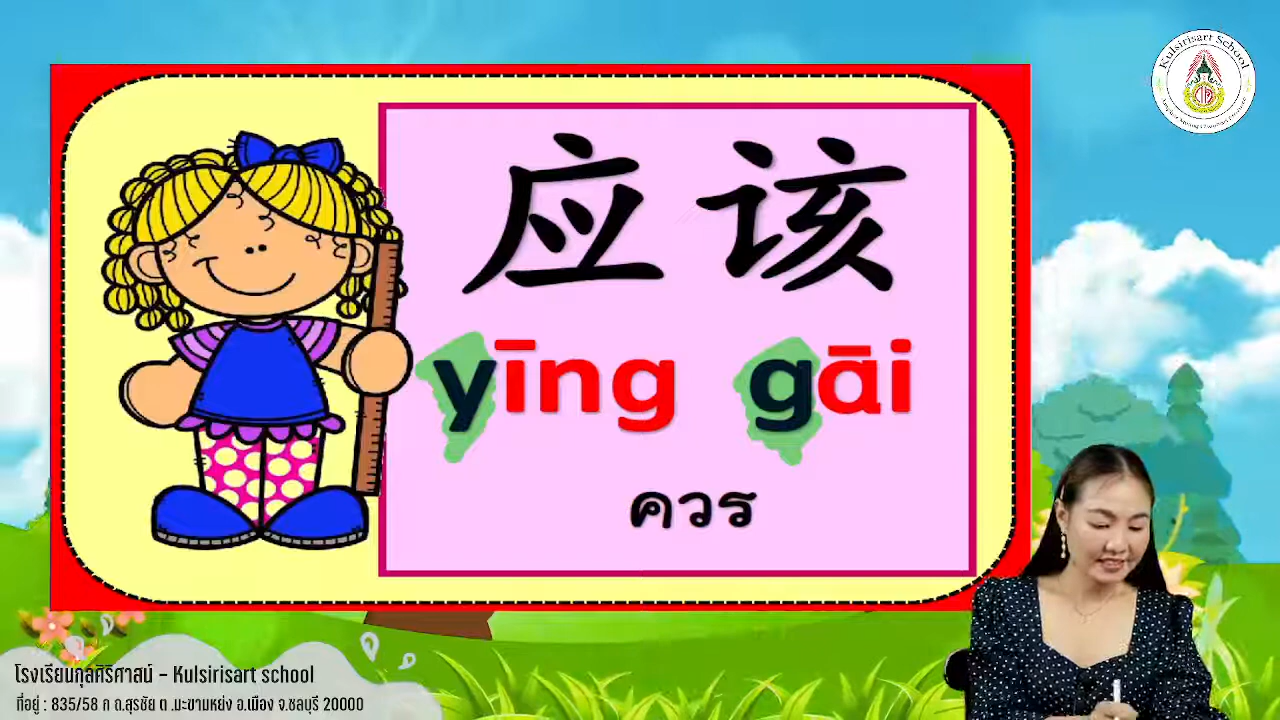 Kulsirisart School
应该
yīng gāi
ควร
โรงเรียนกุลศิริศาสน์ - Kulsirisart school
ที่อยู่ : 835/58 ก ถ.สุรชัย ต .มะขามหย่ง อ.เมือง จ.ชลบุรี 20000